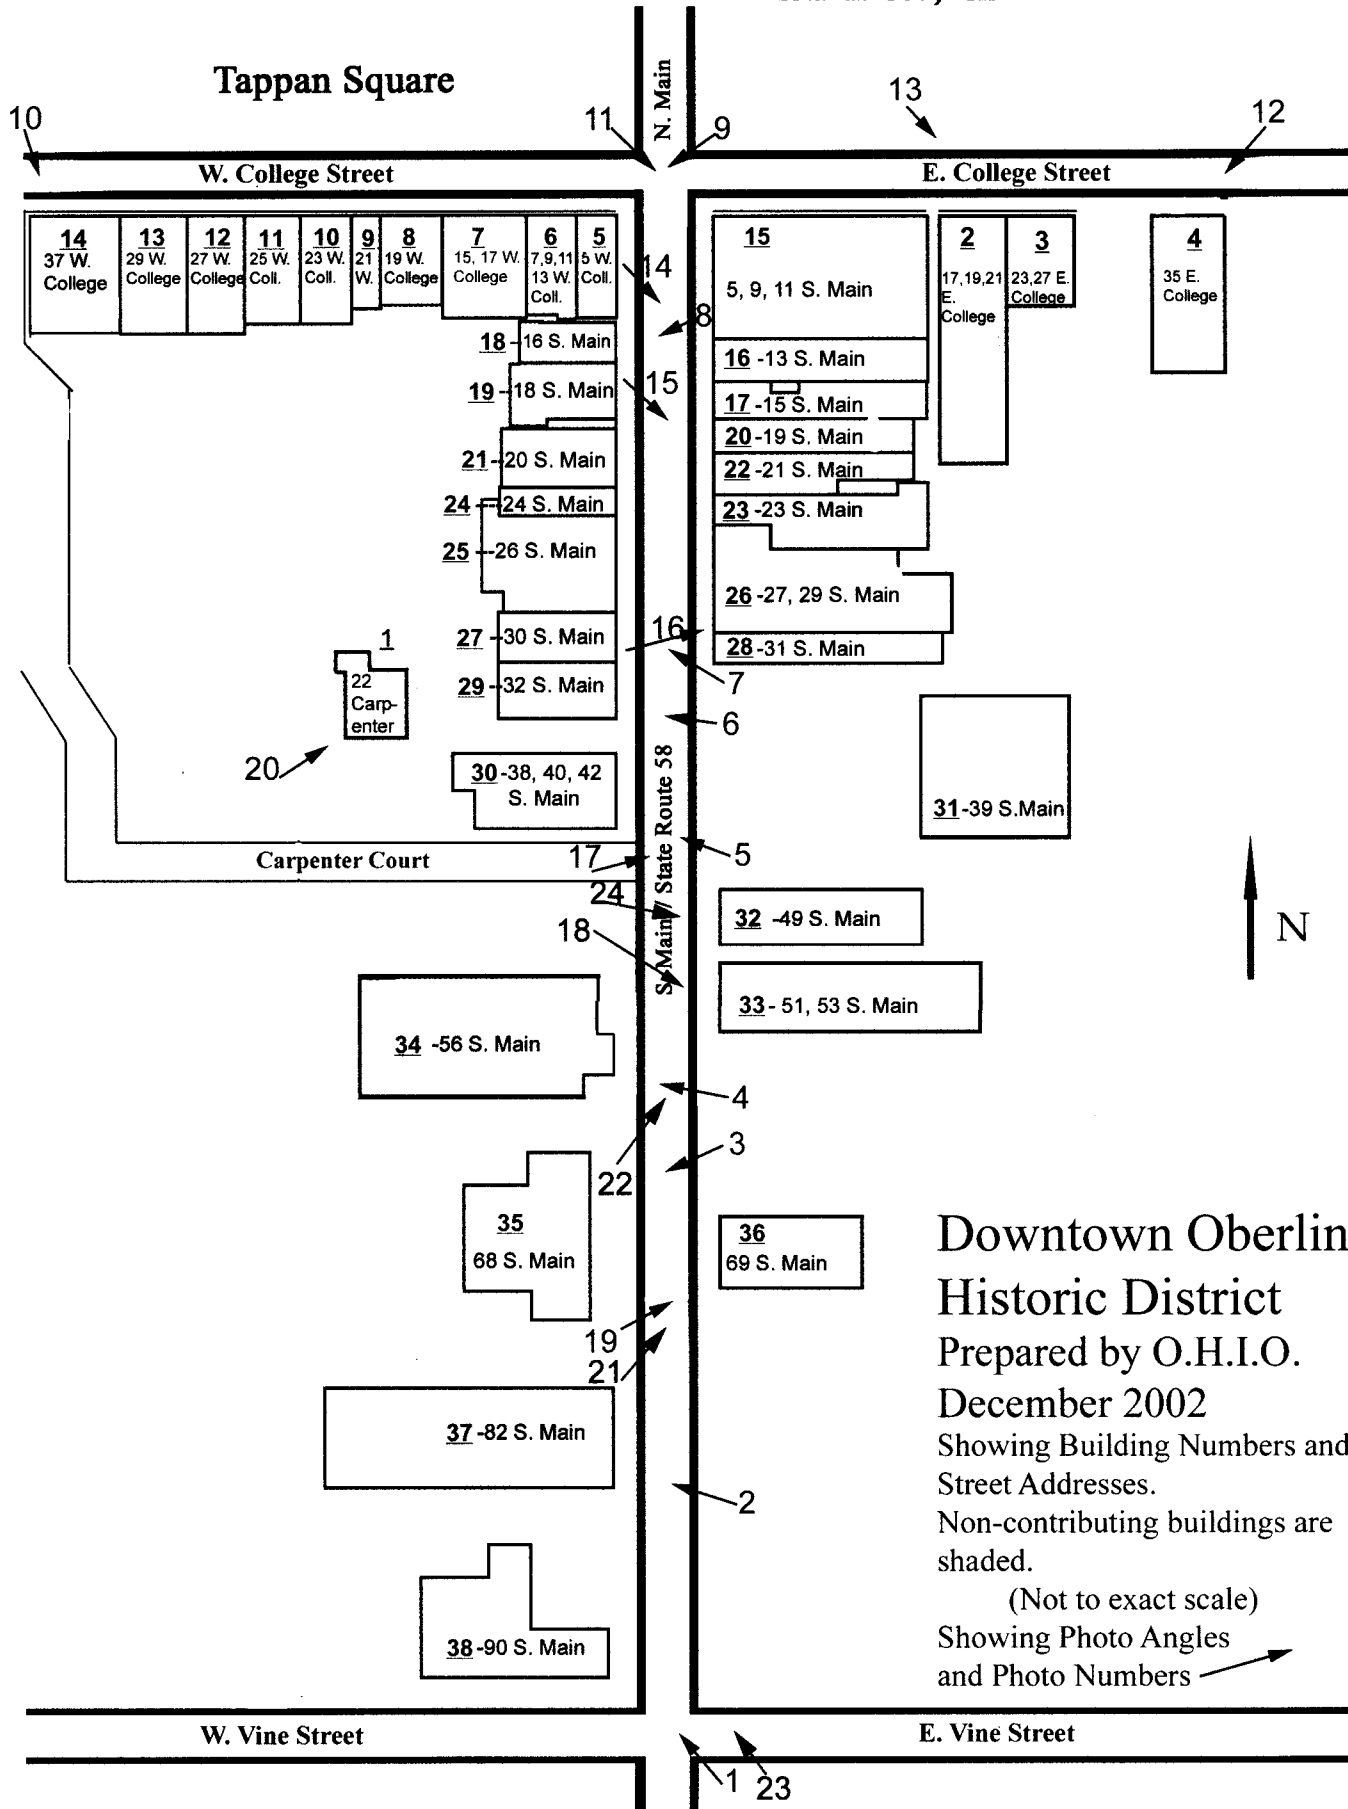 Tappan Square
N. Main
10
11
9
13
12
W. College Street
E. College Street
14
37 W.
College
13
29 W.
College
12
27 W.
College
11
25 W.
Coll.
10
23 W.
Coll.
9
21
W.
8
19 W.
College
7
15, 17 W.
College
6
7,9,11
13 W.
Coll.
5
5 W.
Coll.
14
8
15
15
5, 9, 11 S. Main
2
17,19,21
E.
College
3
23,27 E.
College
4
35 E.
College
18 -16 S. Main
16 -13 S. Main
19 -18 S. Main
17 -15 S. Main
20 -19 S. Main
21 -20 S. Main
22 -21 S. Main
24 -24 S. Main
23 -23 S. Main
25 -26 S. Main
26 -27, 29 S. Main
27 -30 S. Main
16
28 -31 S. Main
1
22
Carp-
enter
29 -32 S. Main
7
6
20
30 -38, 40, 42
S. Main
31 -39 S.Main
S. Main / State Route 58
Carpenter Court
17
5
24
18
32 -49 S. Main
N
33 - 51, 53 S. Main
34 -56 S. Main
4
3
22
35
68 S. Main
36
69 S. Main
19
21
37 -82 S. Main
2
38 -90 S. Main
Downtown Oberlin
Historic District
Prepared by O.H.I.O.
December 2002
Showing Building Numbers and
Street Addresses.
Non-contributing buildings are
shaded.
(Not to exact scale)
Showing Photo Angles
and Photo Numbers
W. Vine Street
E. Vine Street
1
23